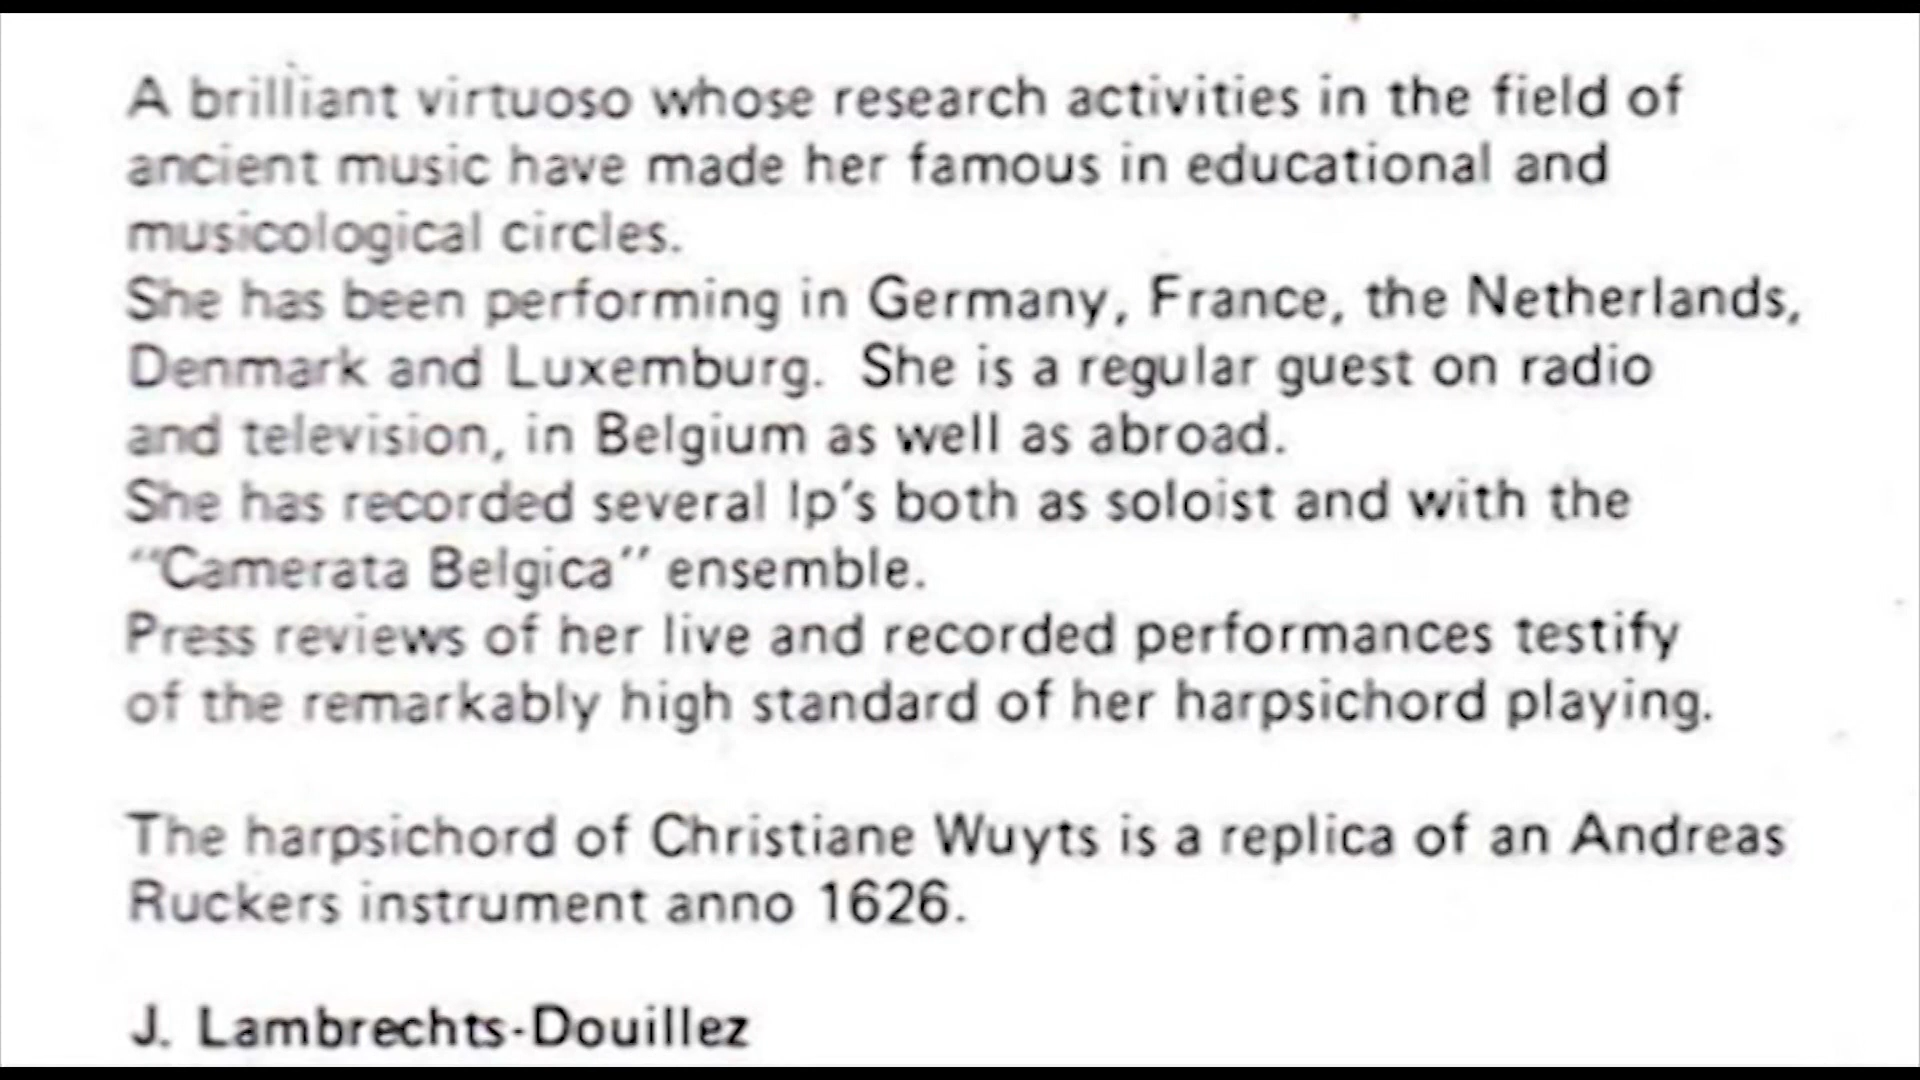 A brilliant virtuoso whose research activities in the field of
ancient music have made her famous in educational and
musicological circles.
She has been performing in Germany, France, the Netherlands,
Denmark and Luxemburg. She is a regular guest on radio
and television, in Belgium as well as abroad.
She has recorded several lp's both as soloist and with the
"Camerata Belgica" ensemble.
Press reviews of her live and recorded performances testify
of the remarkably high standard of her harpsichord playing.
The harpsichord of Christiane Wuyts is a replica of an Andreas
Ruckers instrument anno 1626.
J. Lambrechts-Douillez